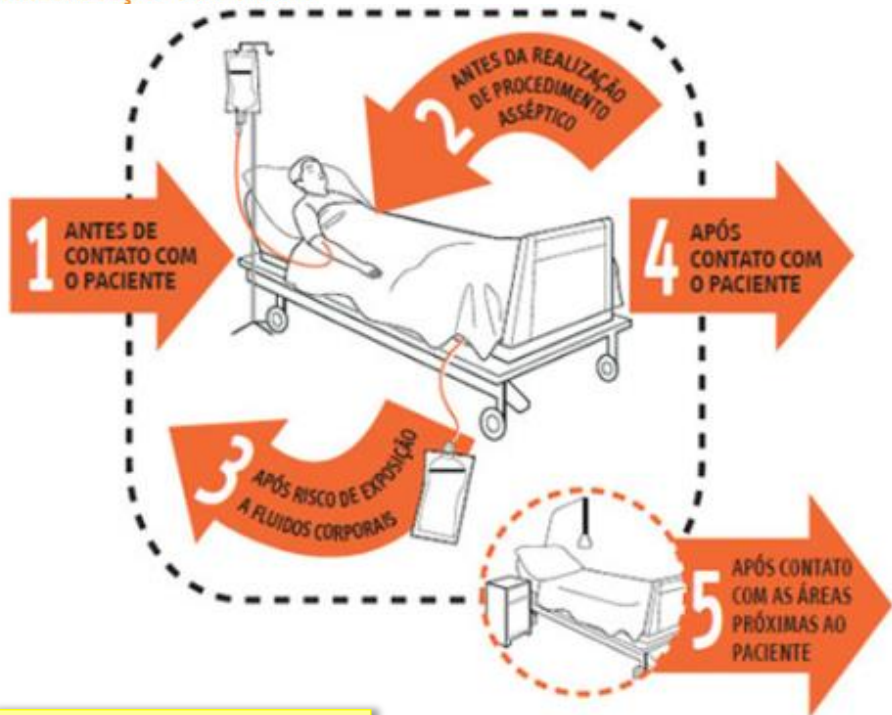 1 ANTES DE
CONTATO COM
O PACIENTE
2 ANTES DA REALIZAÇÃO
DE PROCEDIMENTO
ASSÉPTICO
3 APÓS RISCO DE EXPOSIÇÃO
A FLUIDOS CORPORAIS
4 APÓS
CONTATO COM
O PACIENTE
5 APÓS CONTATO
COM AS ÁREAS
PRÓXIMAS AO
PACIENTE